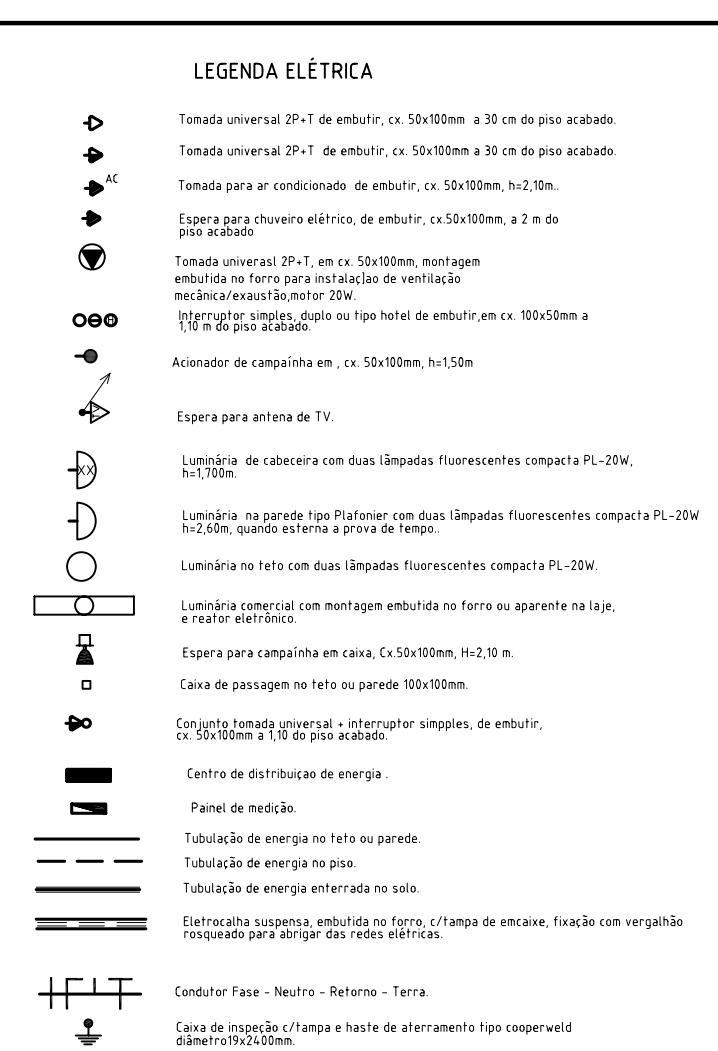 LEGENDA ELÉTRICA
Tomada universal 2P+T de embutir, cx. 50x100mm a 30 cm do piso acabado.
Tomada universal 2P+T de embutir, cx. 50x100mm a 30 cm do piso acabado.
AC
Tomada para ar condicionado de embutir, cx. 50x100mm, h=2,10m..
Espera para chuveiro elétrico, de embutir, cx.50x100mm, a 2 m do
piso acabado
Tomada univerasl 2P+T, em cx. 50x100mm, montagem
embutida no forro para instalaç]ao de ventilação
mecânica/exaustão,motor 20W.
H
Interruptor simples, duplo ou tipo hotel de embutir,em cx. 100x50mm a
1,10 m do piso acabado.
Acionador de campaínha em , cx. 50x100mm, h=1,50m
Espera para antena de TV.
XX
Luminária de cabeceira com duas lãmpadas fluorescentes compacta PL-20W,
h=1,700m.
Luminária na parede tipo Plafonier com duas lãmpadas fluorescentes compacta PL-20W
h=2,60m, quando esterna a prova de tempo..
Luminária no teto com duas lãmpadas fluorescentes compacta PL-20W.
Luminária comercial com montagem embutida no forro ou aparente na laje,
e reator eletrônico.
Espera para campaínha em caixa, Cx.50x100mm, H=2,10 m.
Caixa de passagem no teto ou parede 100x100mm.
Conjunto tomada universal + interruptor simpples, de embutir,
cx. 50x100mm a 1,10 do piso acabado.
Centro de distribuiçao de energia .
Painel de medição.
Tubulação de energia no teto ou parede.
Tubulação de energia no piso.
Tubulação de energia enterrada no solo.
Eletrocalha suspensa, embutida no forro, c/tampa de emcaixe, fixação com vergalhão
rosqueado para abrigar das redes elétricas.
Condutor Fase - Neutro - Retorno - Terra.
Caixa de inspeção c/tampa e haste de aterramento tipo cooperweld
diâmetro19x2400mm.